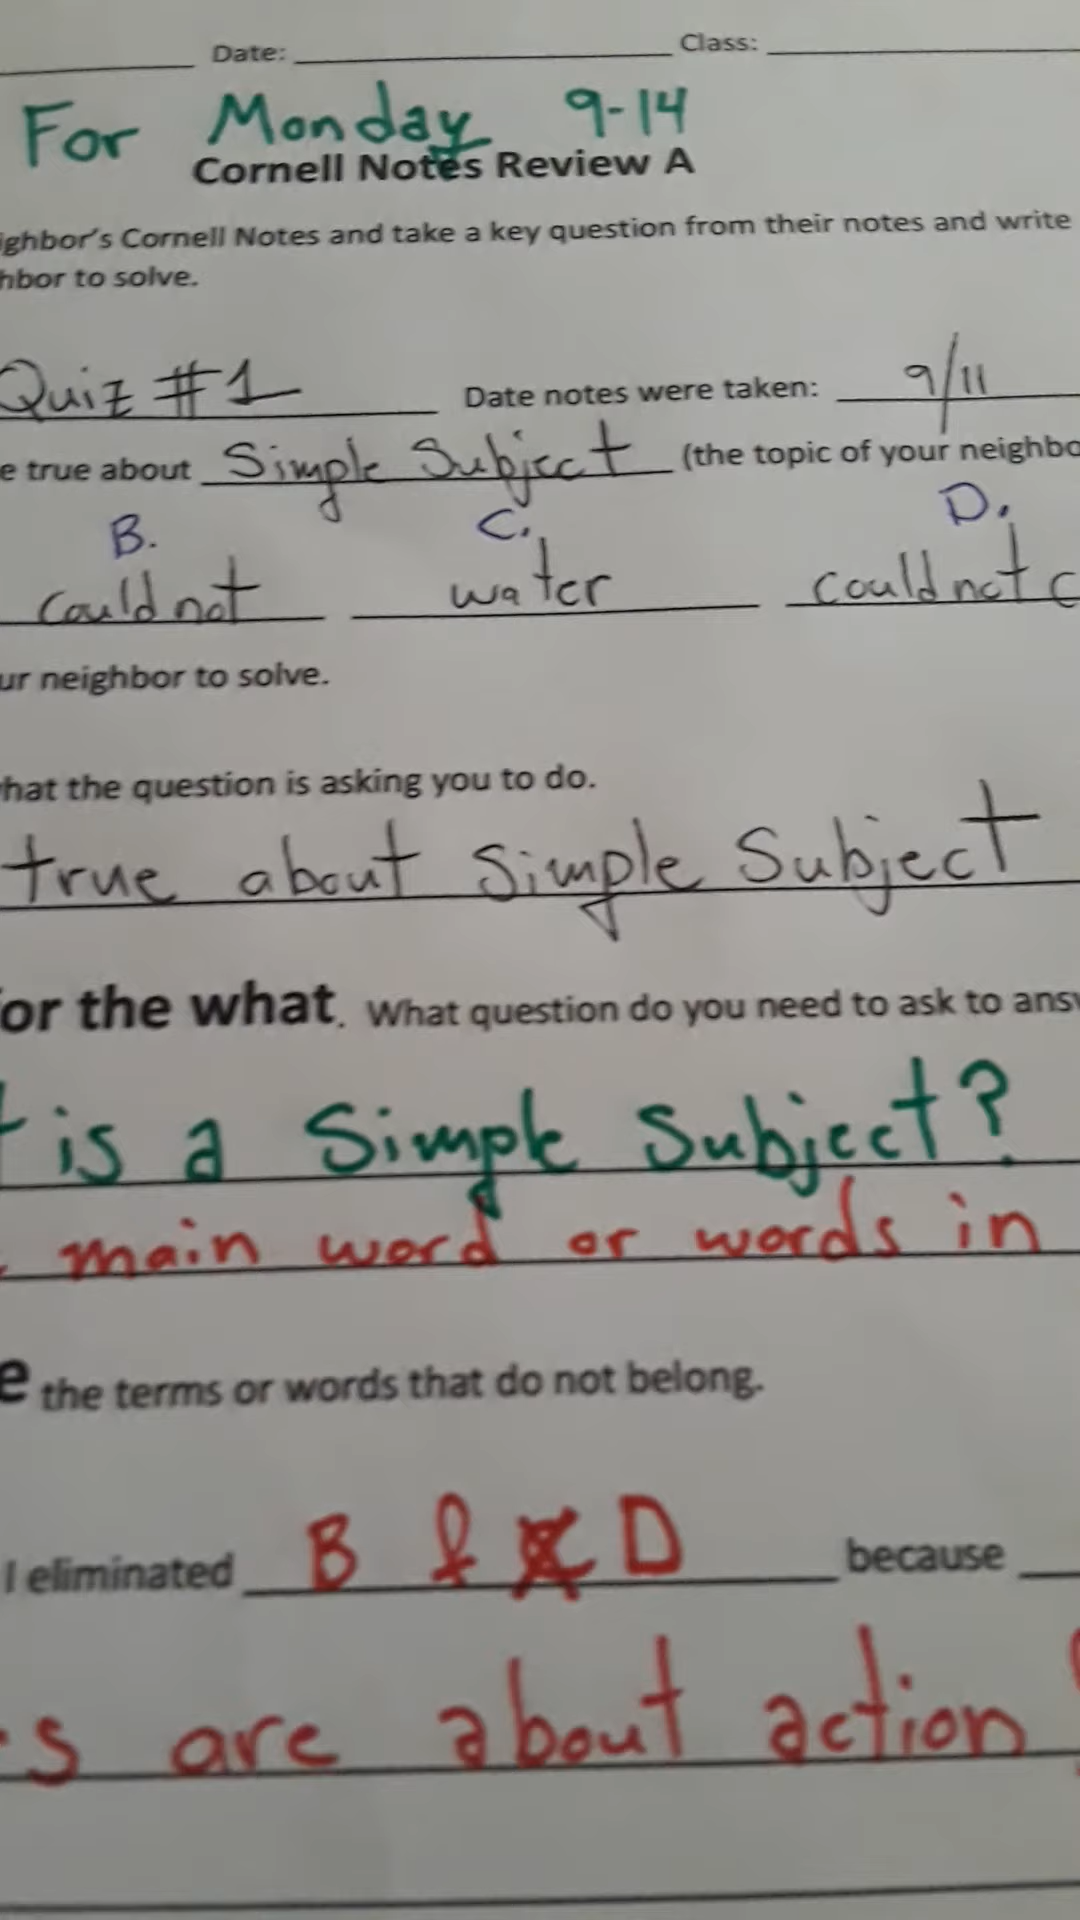 Date: Class:
For Monday 9-14
Cornell Notes Review A
ighbor's Cornell Notes and take a key question from their notes and write
hbor to solve.
Quiz #1 Date notes were taken: 9/11
e true about Simple Subject (the topic of your neighbo
B. C. D.
could not water could not c
ur neighbor to solve.
hat the question is asking you to do.
true about simple Subject
or the what. What question do you need to ask to ans
t is a Simple Subject?
main word or words in
e the terms or words that do not belong.
I eliminated B & D because
s are about action